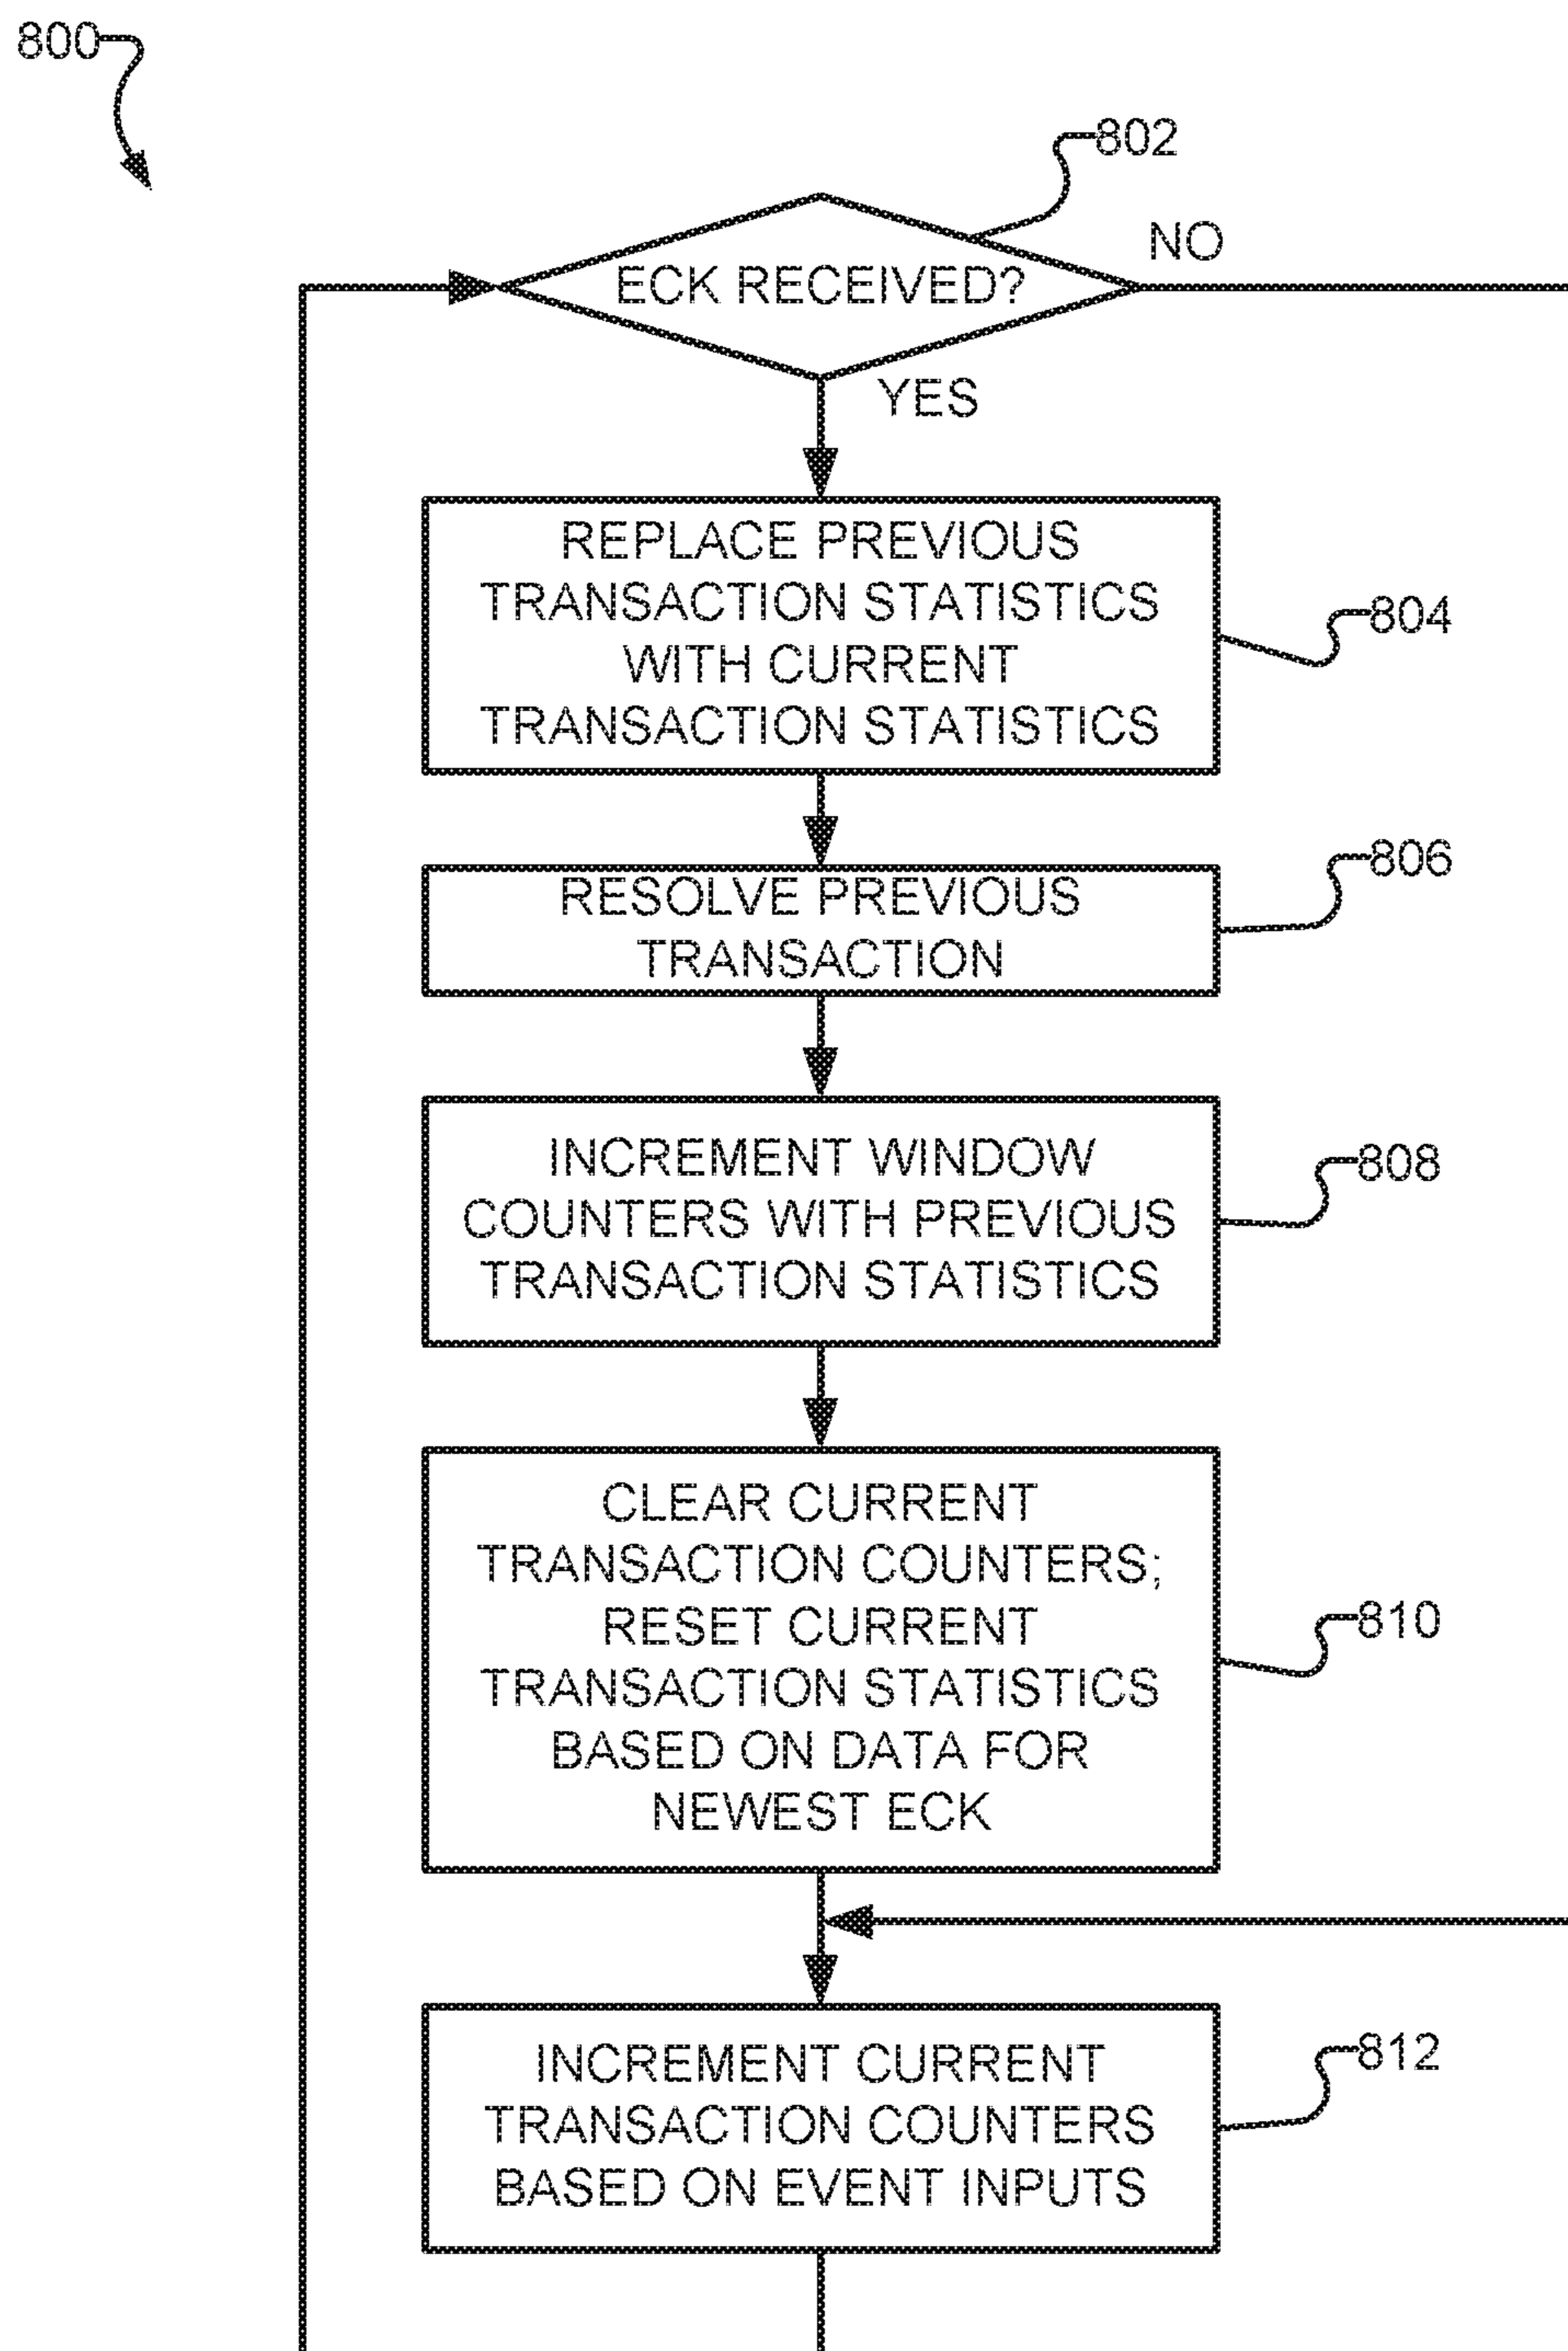 800
802
NO
ECK RECEIVED?
YES
REPLACE PREVIOUS
TRANSACTION STATISTICS
WITH CURRENT
TRANSACTION STATISTICS
804
RESOLVE PREVIOUS
TRANSACTION
806
INCREMENT WINDOW
COUNTERS WITH PREVIOUS
TRANSACTION STATISTICS
808
CLEAR CURRENT
TRANSACTION COUNTERS;
RESET CURRENT
TRANSACTION STATISTICS
BASED ON DATA FOR
NEWEST ECK
810
INCREMENT CURRENT
TRANSACTION COUNTERS
BASED ON EVENT INPUTS
812